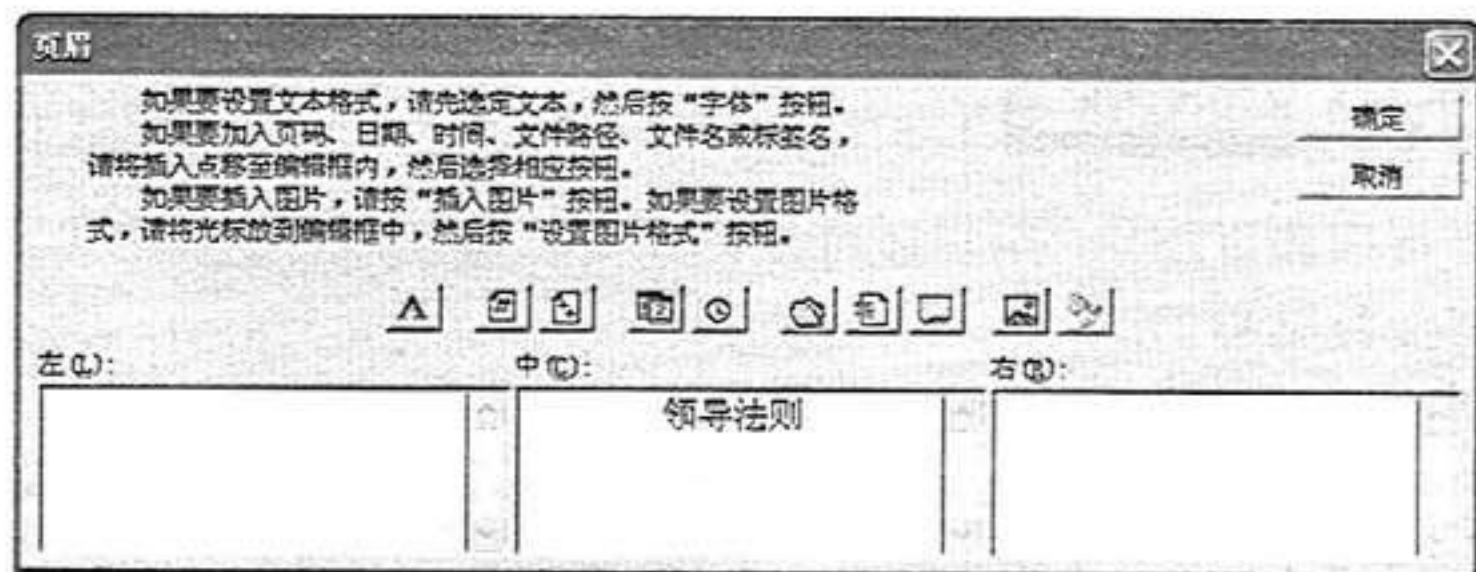 页眉
如果要设置文本格式，请先选定文本，然后按“字体”按钮。
如果要加入页码、日期、时间、文件路径、文件名或标签名，
请将插入点移至编辑框内，然后选择相应按钮。
如果要插入图片，请按“插入图片”按钮。如果要设置图片格
式，请将光标放到编辑框中，然后按“设置图片格式”按钮。
确定
取消
A
左(L):
中(C):
右(R):
领导法则